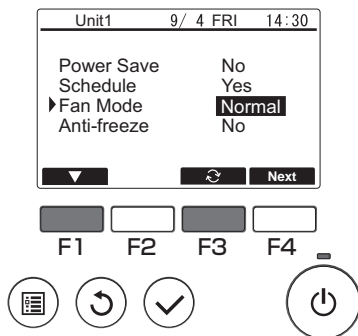 Unit1 9/ 4 FRI 14:30
Power Save No
Schedule Yes
Fan Mode Normal
Anti-freeze No
Next
F1 F2 F3 F4